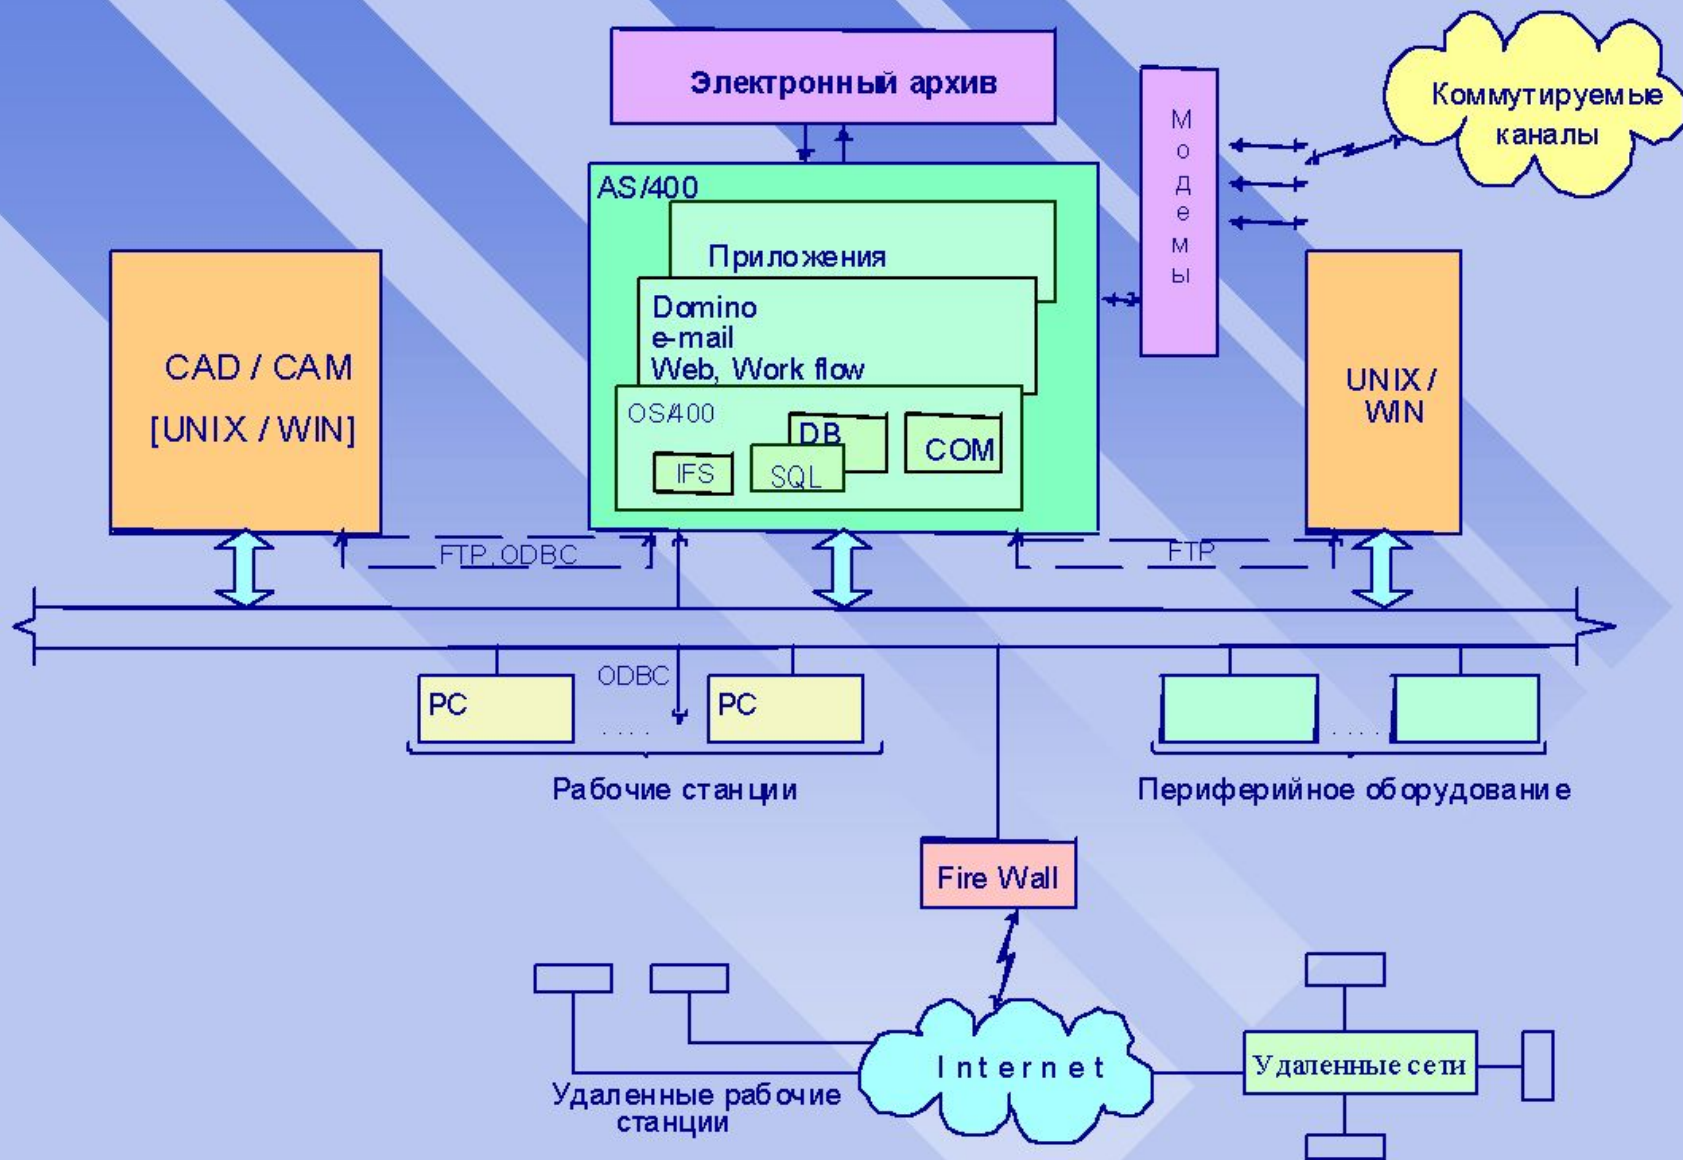 Электронный архив
Модемы
Коммутируемые
каналы
AS/400
Приложения
Domino
e-mail
Web, Work flow
OS/400
DB
COM
IFS
SQL
CAD / CAM
[UNIX / WIN]
UNIX /
WIN
FTP, ODBC
FTP
ODBC
PC
. . . .
PC
. . . .
Рабочие станции
Периферийное оборудование
Fire Wall
Internet
Удаленные сети
Удаленные рабочие
станции